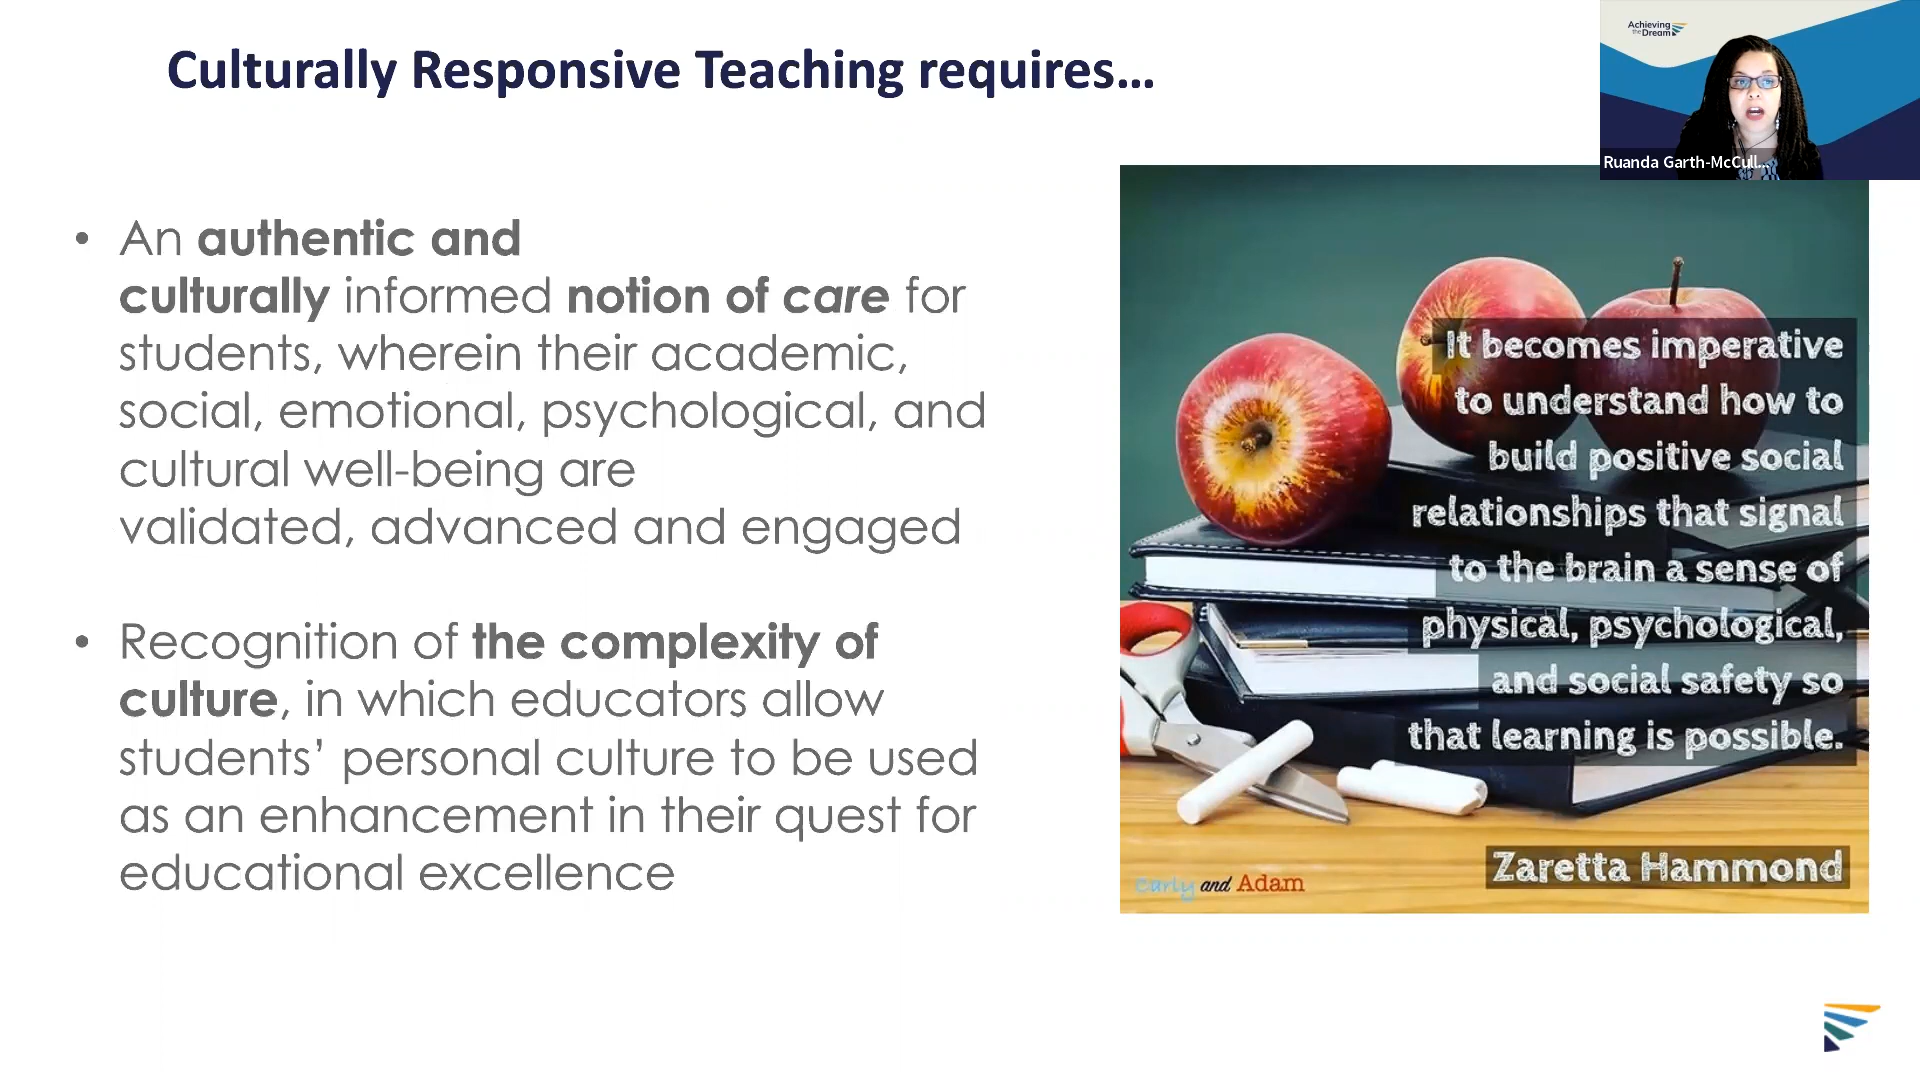 Culturally Responsive Teaching requires...
Achieving
the Dream
Ruanda Garth-McCull...
• An authentic and
culturally informed notion of care for
students, wherein their academic,
social, emotional, psychological, and
cultural well-being are
validated, advanced and engaged
• Recognition of the complexity of
culture, in which educators allow
students’ personal culture to be used
as an enhancement in their quest for
educational excellence
It becomes imperative
to understand how to
build positive social
relationships that signal
to the brain a sense of
physical, psychological,
and social safety so
that learning is possible.
Zaretta Hammond
Carly and Adam